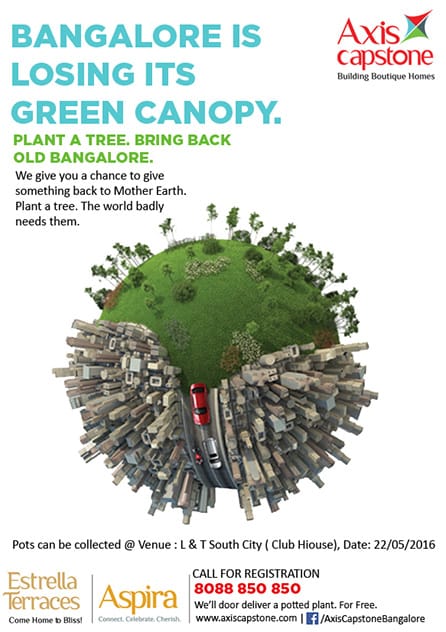 BANGALORE IS
LOSING ITS
GREEN CANOPY.
Axis
capstone
Building Boutique Homes
PLANT A TREE. BRING BACK
OLD BANGALORE.
We give you a chance to give
something back to Mother Earth.
Plant a tree. The world badly
needs them.
Pots can be collected @ Venue : L & T South City ( Club Hiouse), Date: 22/05/2016
Estrella
Terraces
Come Home to Bliss!
Aspira
Connect. Celebrate. Cherish.
CALL FOR REGISTRATION
8088 850 850
We'll door deliver a potted plant. For Free.
www.axiscapstone.com | f/AxisCapstoneBangalore